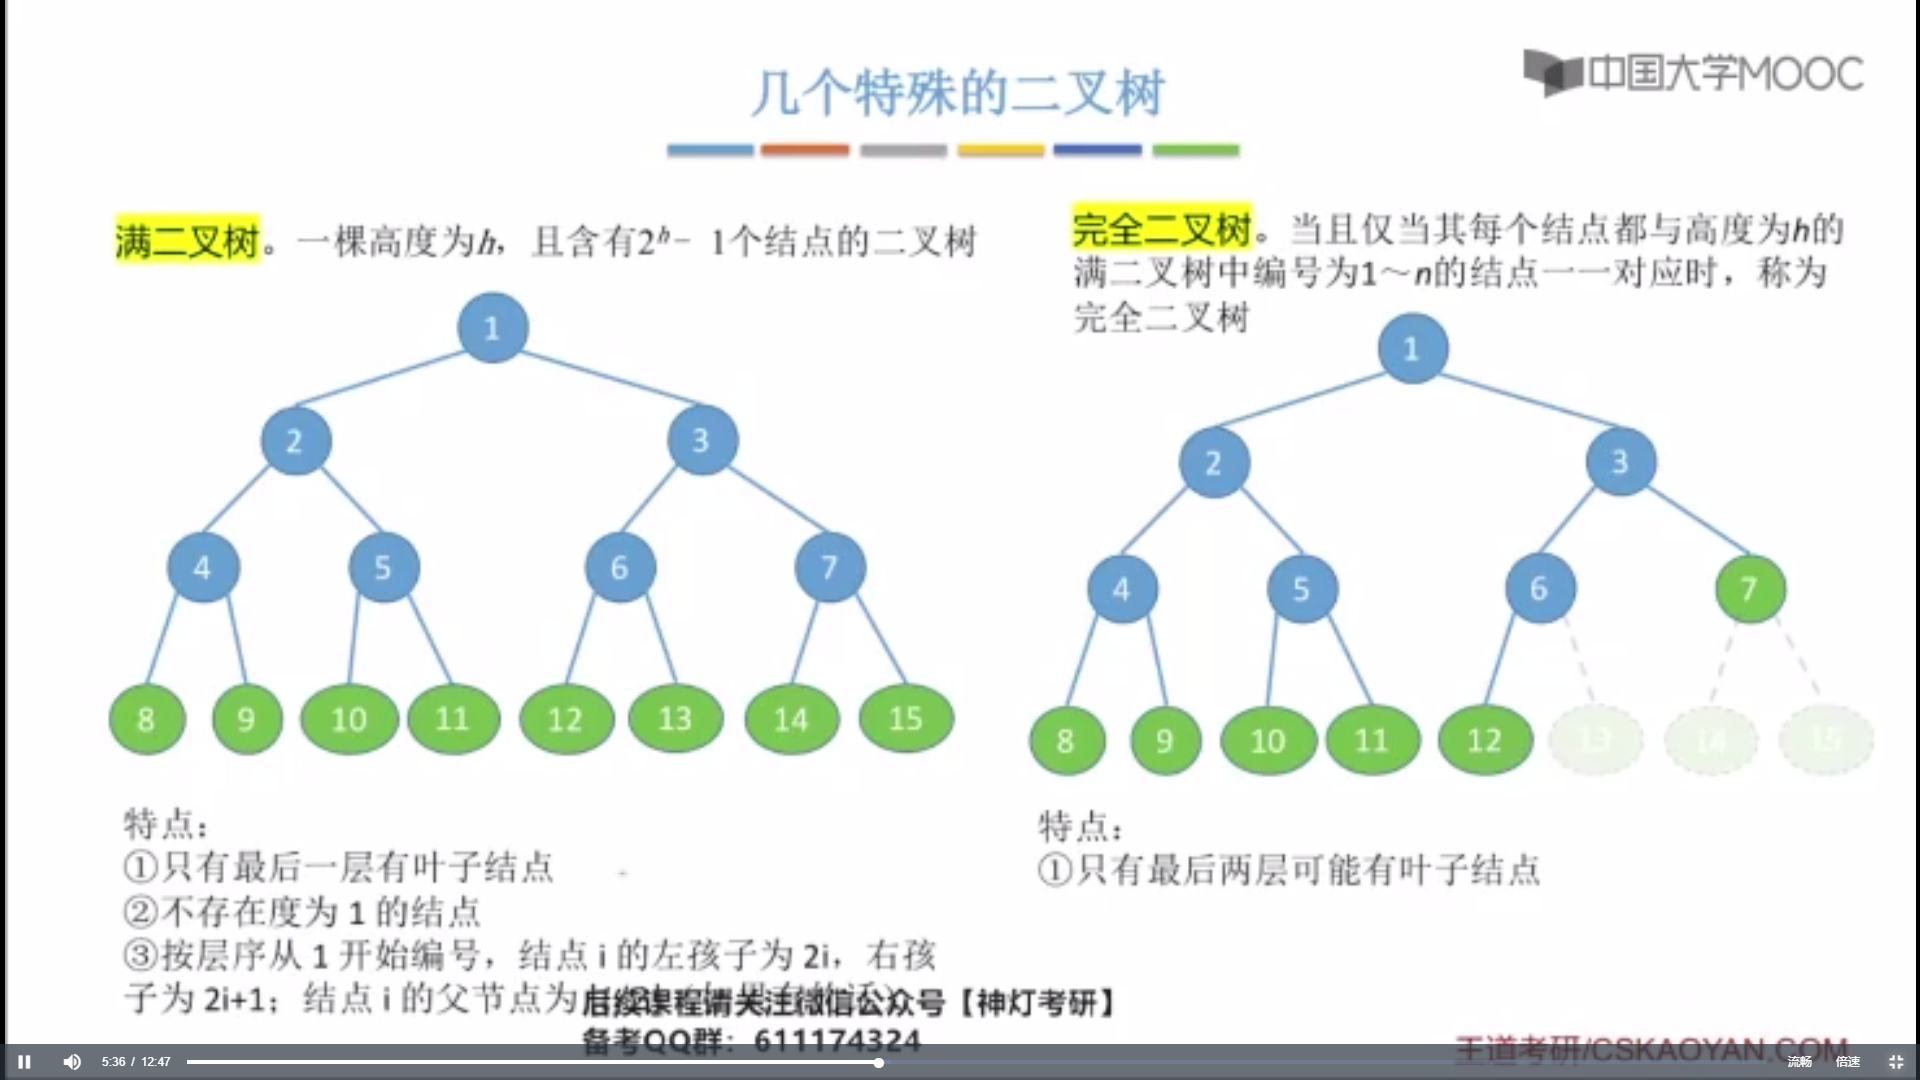 中国大学MOOC
几个特殊的二叉树
满二叉树。一棵高度为h，且含有2ʰ - 1个结点的二叉树
1
2 3
4 5 6 7
8 9 10 11 12 13 14 15
特点：
①只有最后一层有叶子结点
②不存在度为 1 的结点
③按层序从 1 开始编号，结点 i 的左孩子为 2i，右孩
子为 2i+1；结点 i 的父节点为
完全二叉树。当且仅当其每个结点都与高度为h的
满二叉树中编号为1～n的结点一一对应时，称为
完全二叉树
1
2 3
4 5 6 7
8 9 10 11 12 13 14 15
特点：
①只有最后两层可能有叶子结点
后续课程请关注微信公众号【神灯考研】
备考QQ群：611174324
王道考研/CSKAOYAN.COM
5:36 / 12:47
流畅 倍速